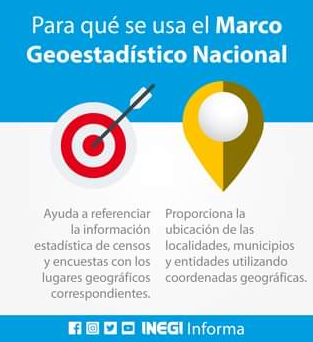 Para qué se usa el Marco
Geoestadístico Nacional
Ayuda a referenciar
la información
estadística de censos
y encuestas con los
lugares geográficos
correspondientes.
Proporciona la
ubicación de las
localidades, municipios
y entidades utilizando
coordenadas geográficas.
INEGI Informa